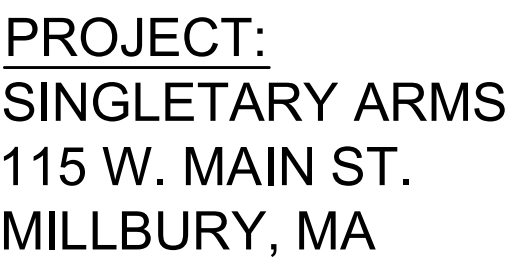 PROJECT:
SINGLETARY ARMS
115 W. MAIN ST.
MILLBURY, MA